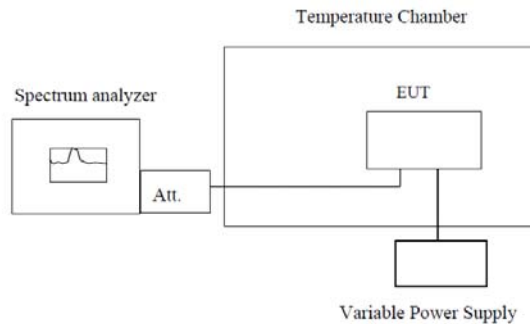 Temperature Chamber
Spectrum analyzer
EUT
Att.
Variable Power Supply